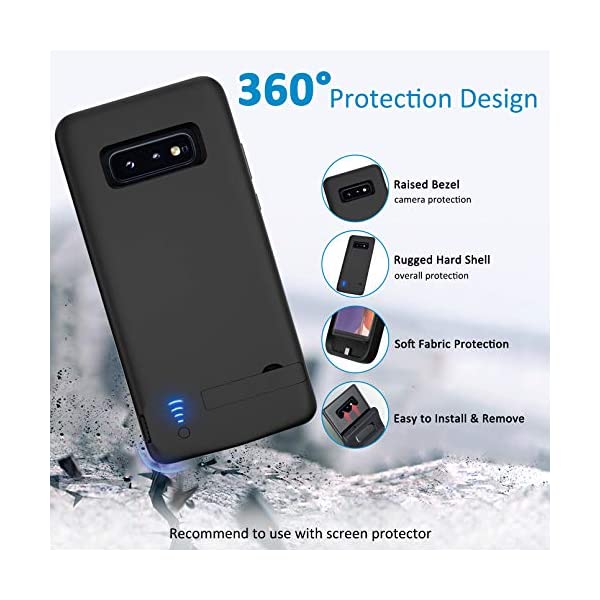 360° Protection Design
Raised Bezel
camera protection
Rugged Hard Shell
overall protection
Soft Fabric Protection
Easy to Install & Remove
Recommend to use with screen protector